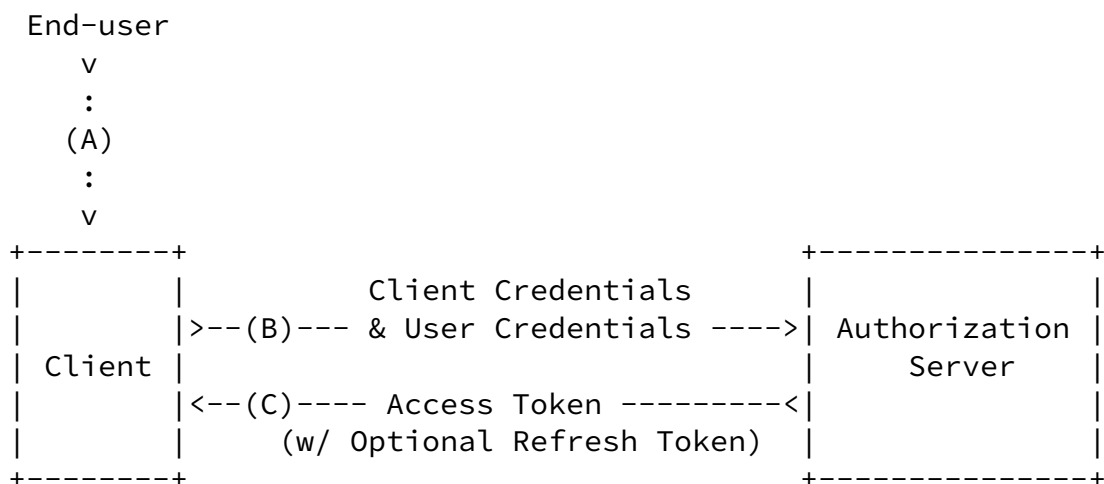 End-user
v
:
(A)
:
v
+--------+                                  +---------------+
|        |          Client Credentials      |               |
|        |>--(B)--- & User Credentials ---->| Authorization |
| Client |                                  |     Server    |
|        |<--(C)---- Access Token ---------<|               |
|        |     (w/ Optional Refresh Token)  |               |
+--------+                                  +---------------+